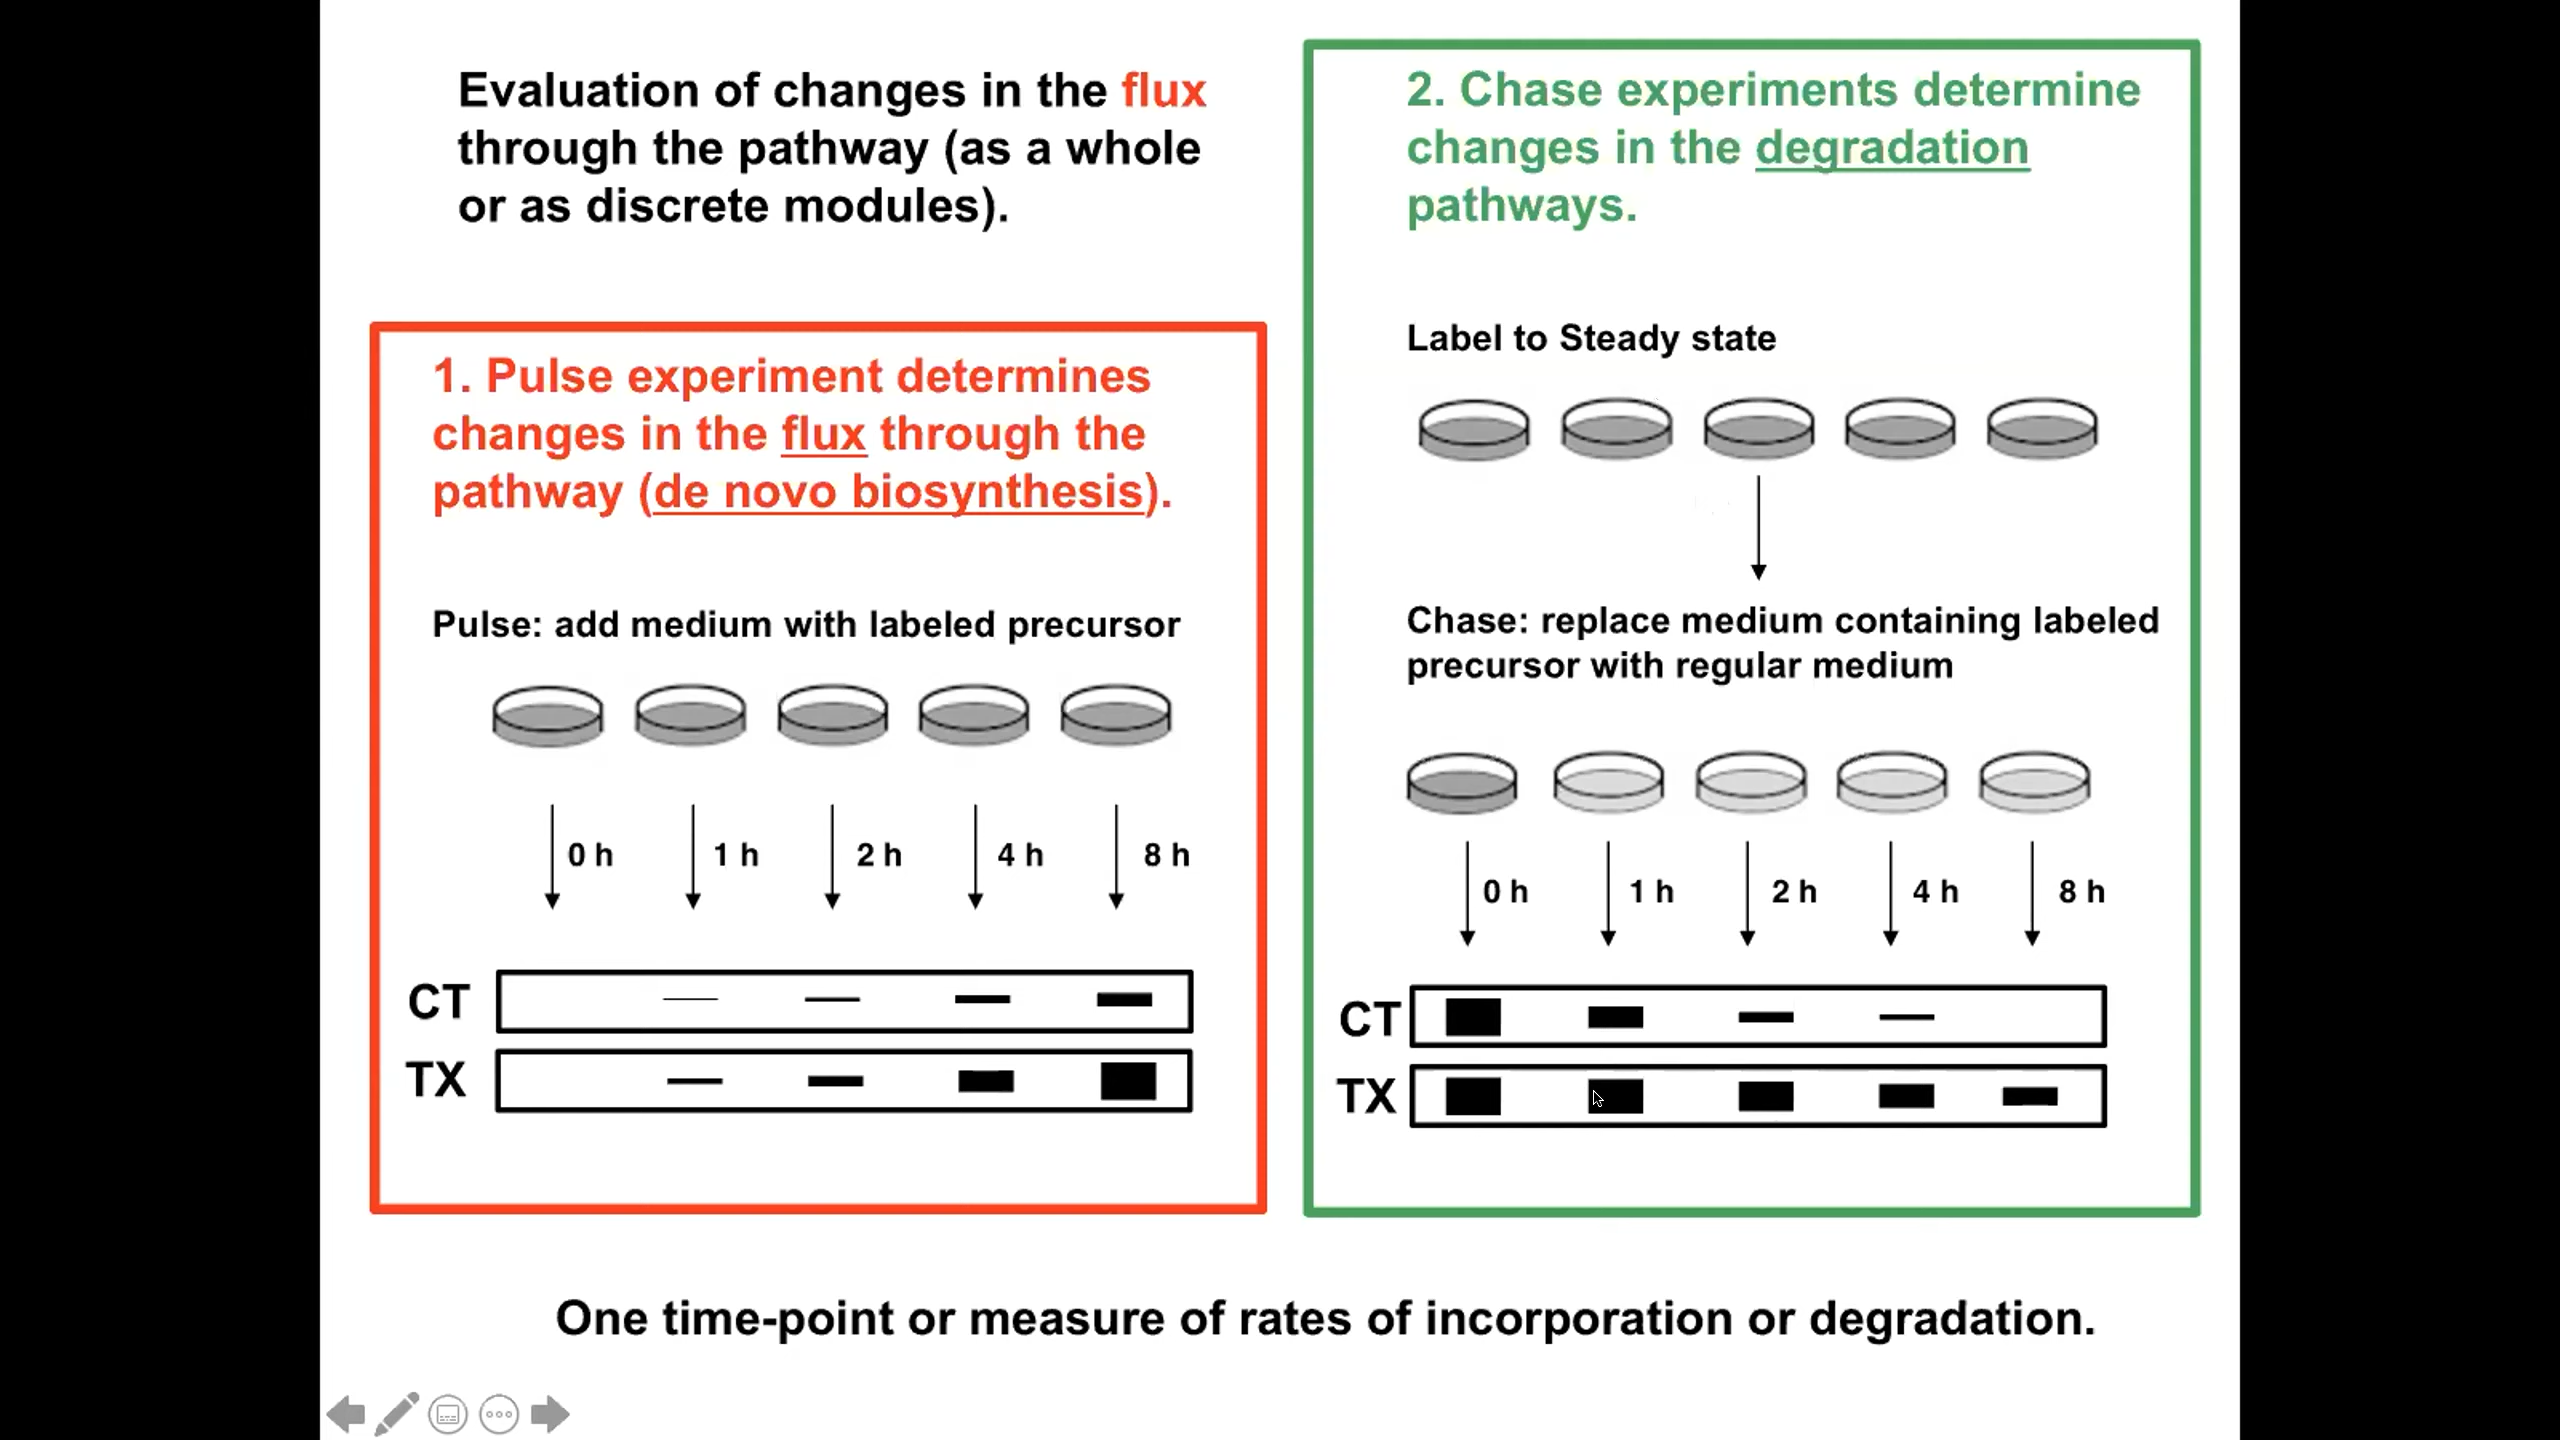 Evaluation of changes in the flux
through the pathway (as a whole
or as discrete modules).
1. Pulse experiment determines
changes in the flux through the
pathway (de novo biosynthesis).
Pulse: add medium with labeled precursor
0 h 1 h 2 h 4 h 8 h
CT
TX
2. Chase experiments determine
changes in the degradation
pathways.
Label to Steady state
Chase: replace medium containing labeled
precursor with regular medium
0 h 1 h 2 h 4 h 8 h
CT
TX
One time-point or measure of rates of incorporation or degradation.